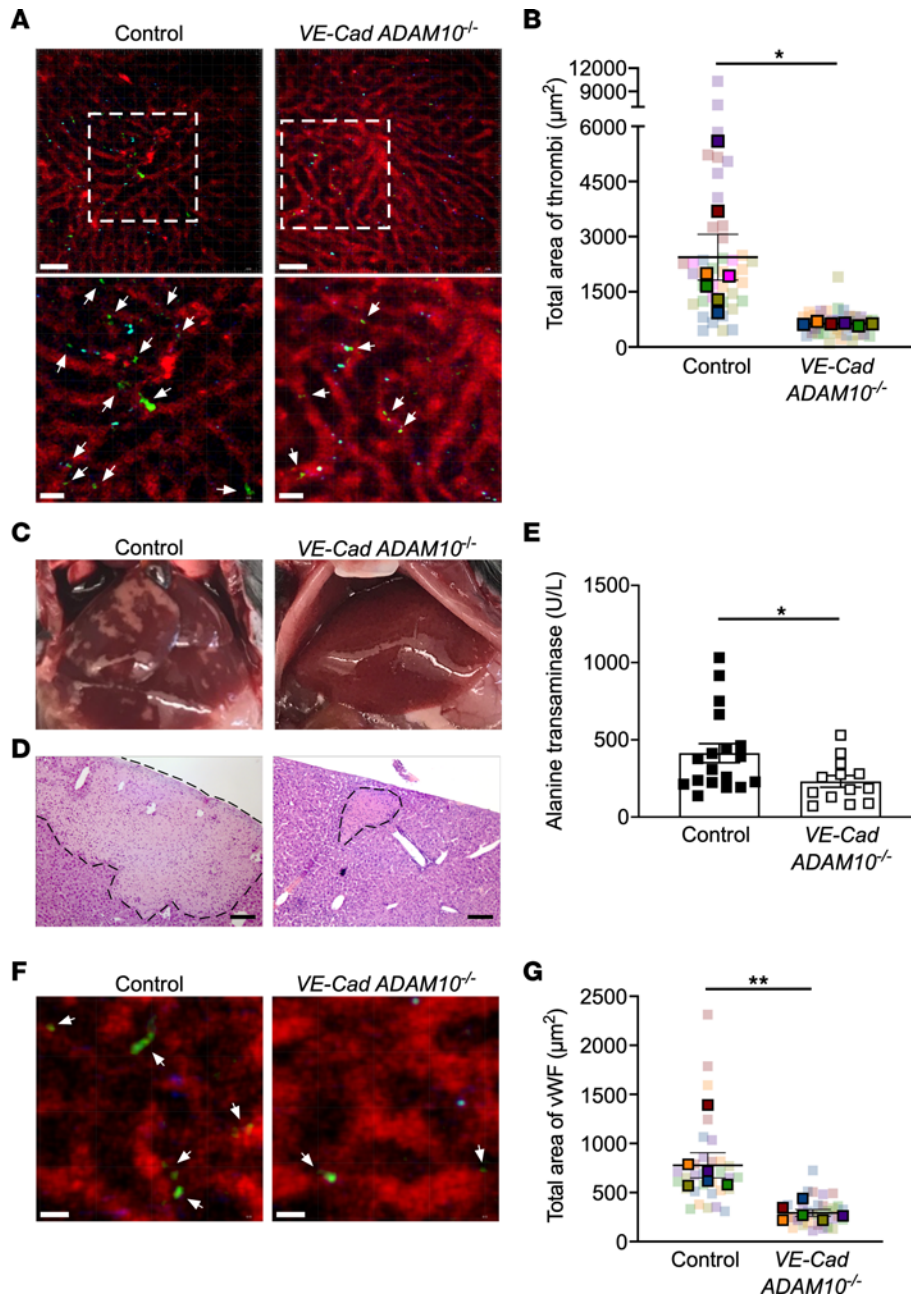 A
Control
VE-Cad ADAM10-/-
B
*
Total area of thrombi (µm2)
12000
9000
6000
4500
3000
1500
0
Control
VE-Cad
ADAM10-/-
C
Control
VE-Cad ADAM10-/-
D
E
*
Alanine transaminase (U/L)
1500
1000
500
0
Control
VE-Cad
ADAM10-/-
F
Control
VE-Cad ADAM10-/-
G
**
Total area of vWF (µm2)
2500
2000
1500
1000
500
0
Control
VE-Cad
ADAM10-/-